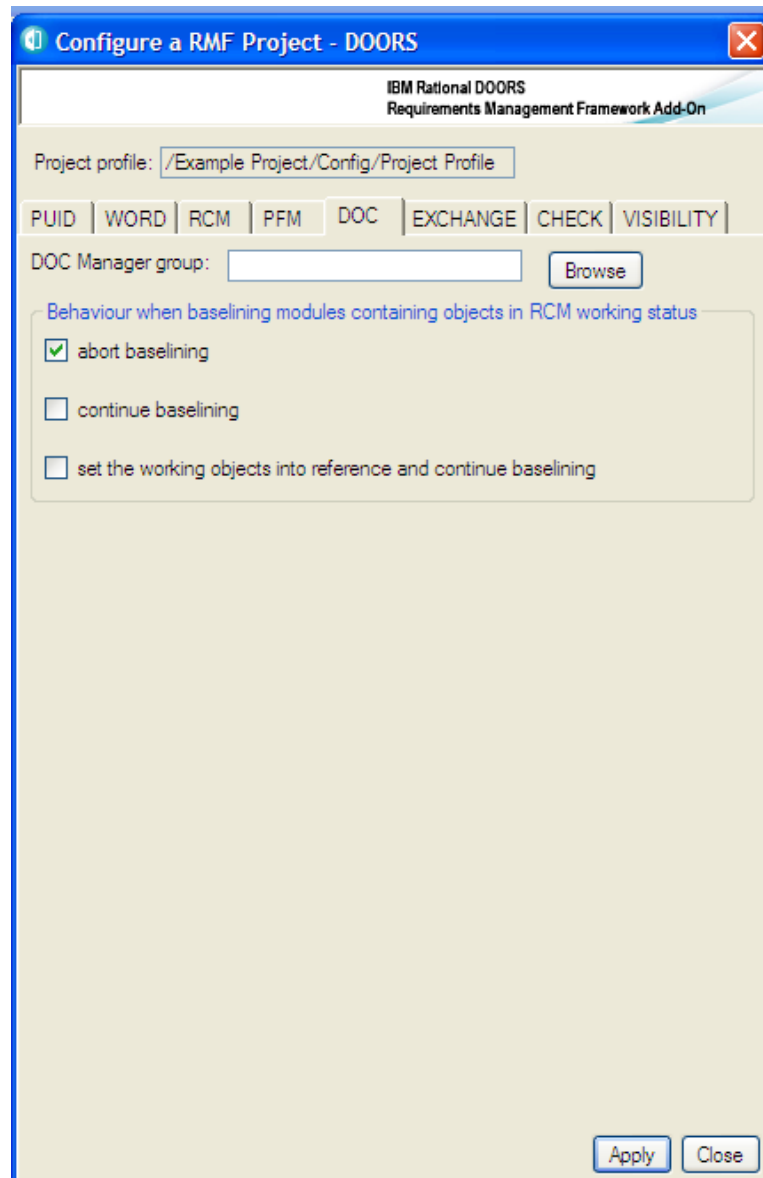 Configure a RMF Project - DOORS
IBM Rational DOORS
Requirements Management Framework Add-On
Project profile: /Example Project/Config/Project Profile
PUID WORD RCM PFM DOC EXCHANGE CHECK VISIBILITY
DOC Manager group: Browse
Behaviour when baselining modules containing objects in RCM working status
abort baselining
continue baselining
set the working objects into reference and continue baselining
Apply Close